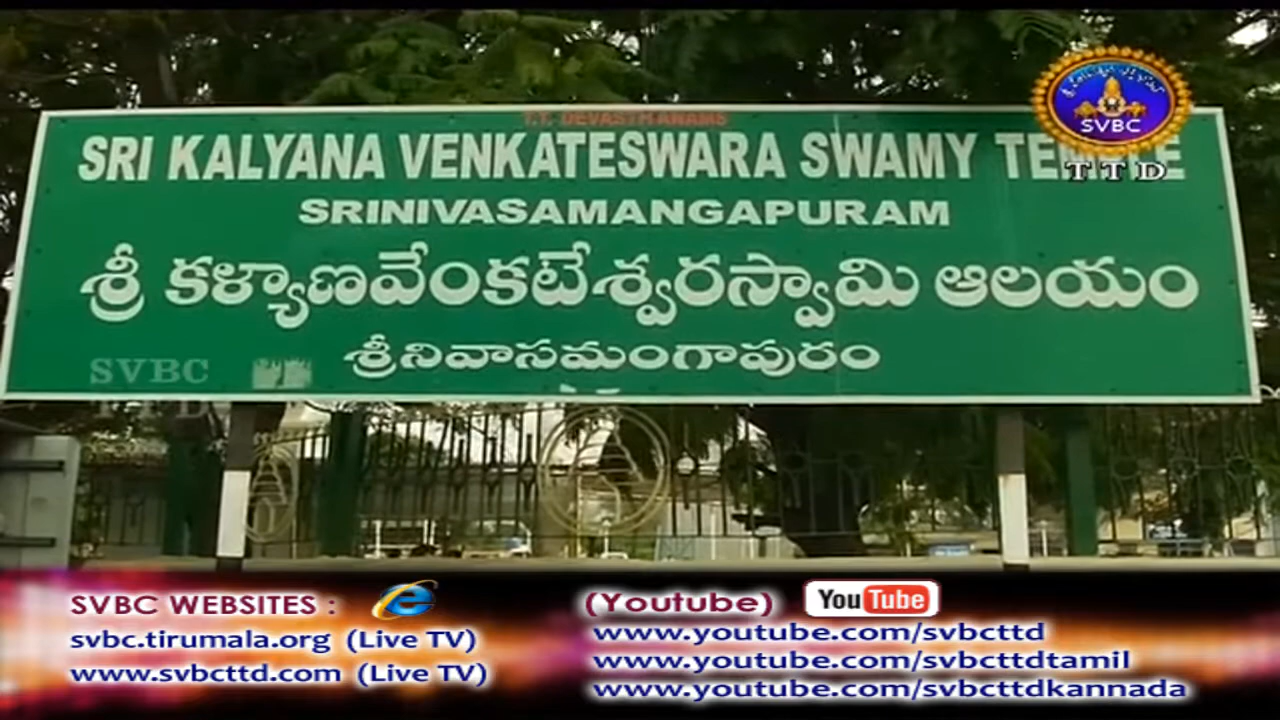 T.T. DEVASTHANAMS
SRI KALYANA VENKATESWARA SWAMY
SRINIVASAMANGAPURAM
శ్రీ కళ్యాణవేంకటేశ్వరస్వామి ఆలయం
శ్రీనివాసమంగాపురం
SVBC
TTD
SVBC
TTD
SVBC WEBSITES :
svbc.tirumala.org (Live TV)
www.svbcttd.com (Live TV)
(Youtube) YouTube
www.youtube.com/svbcttd
www.youtube.com/svbcttdtamil
www.youtube.com/svbcttdkannada